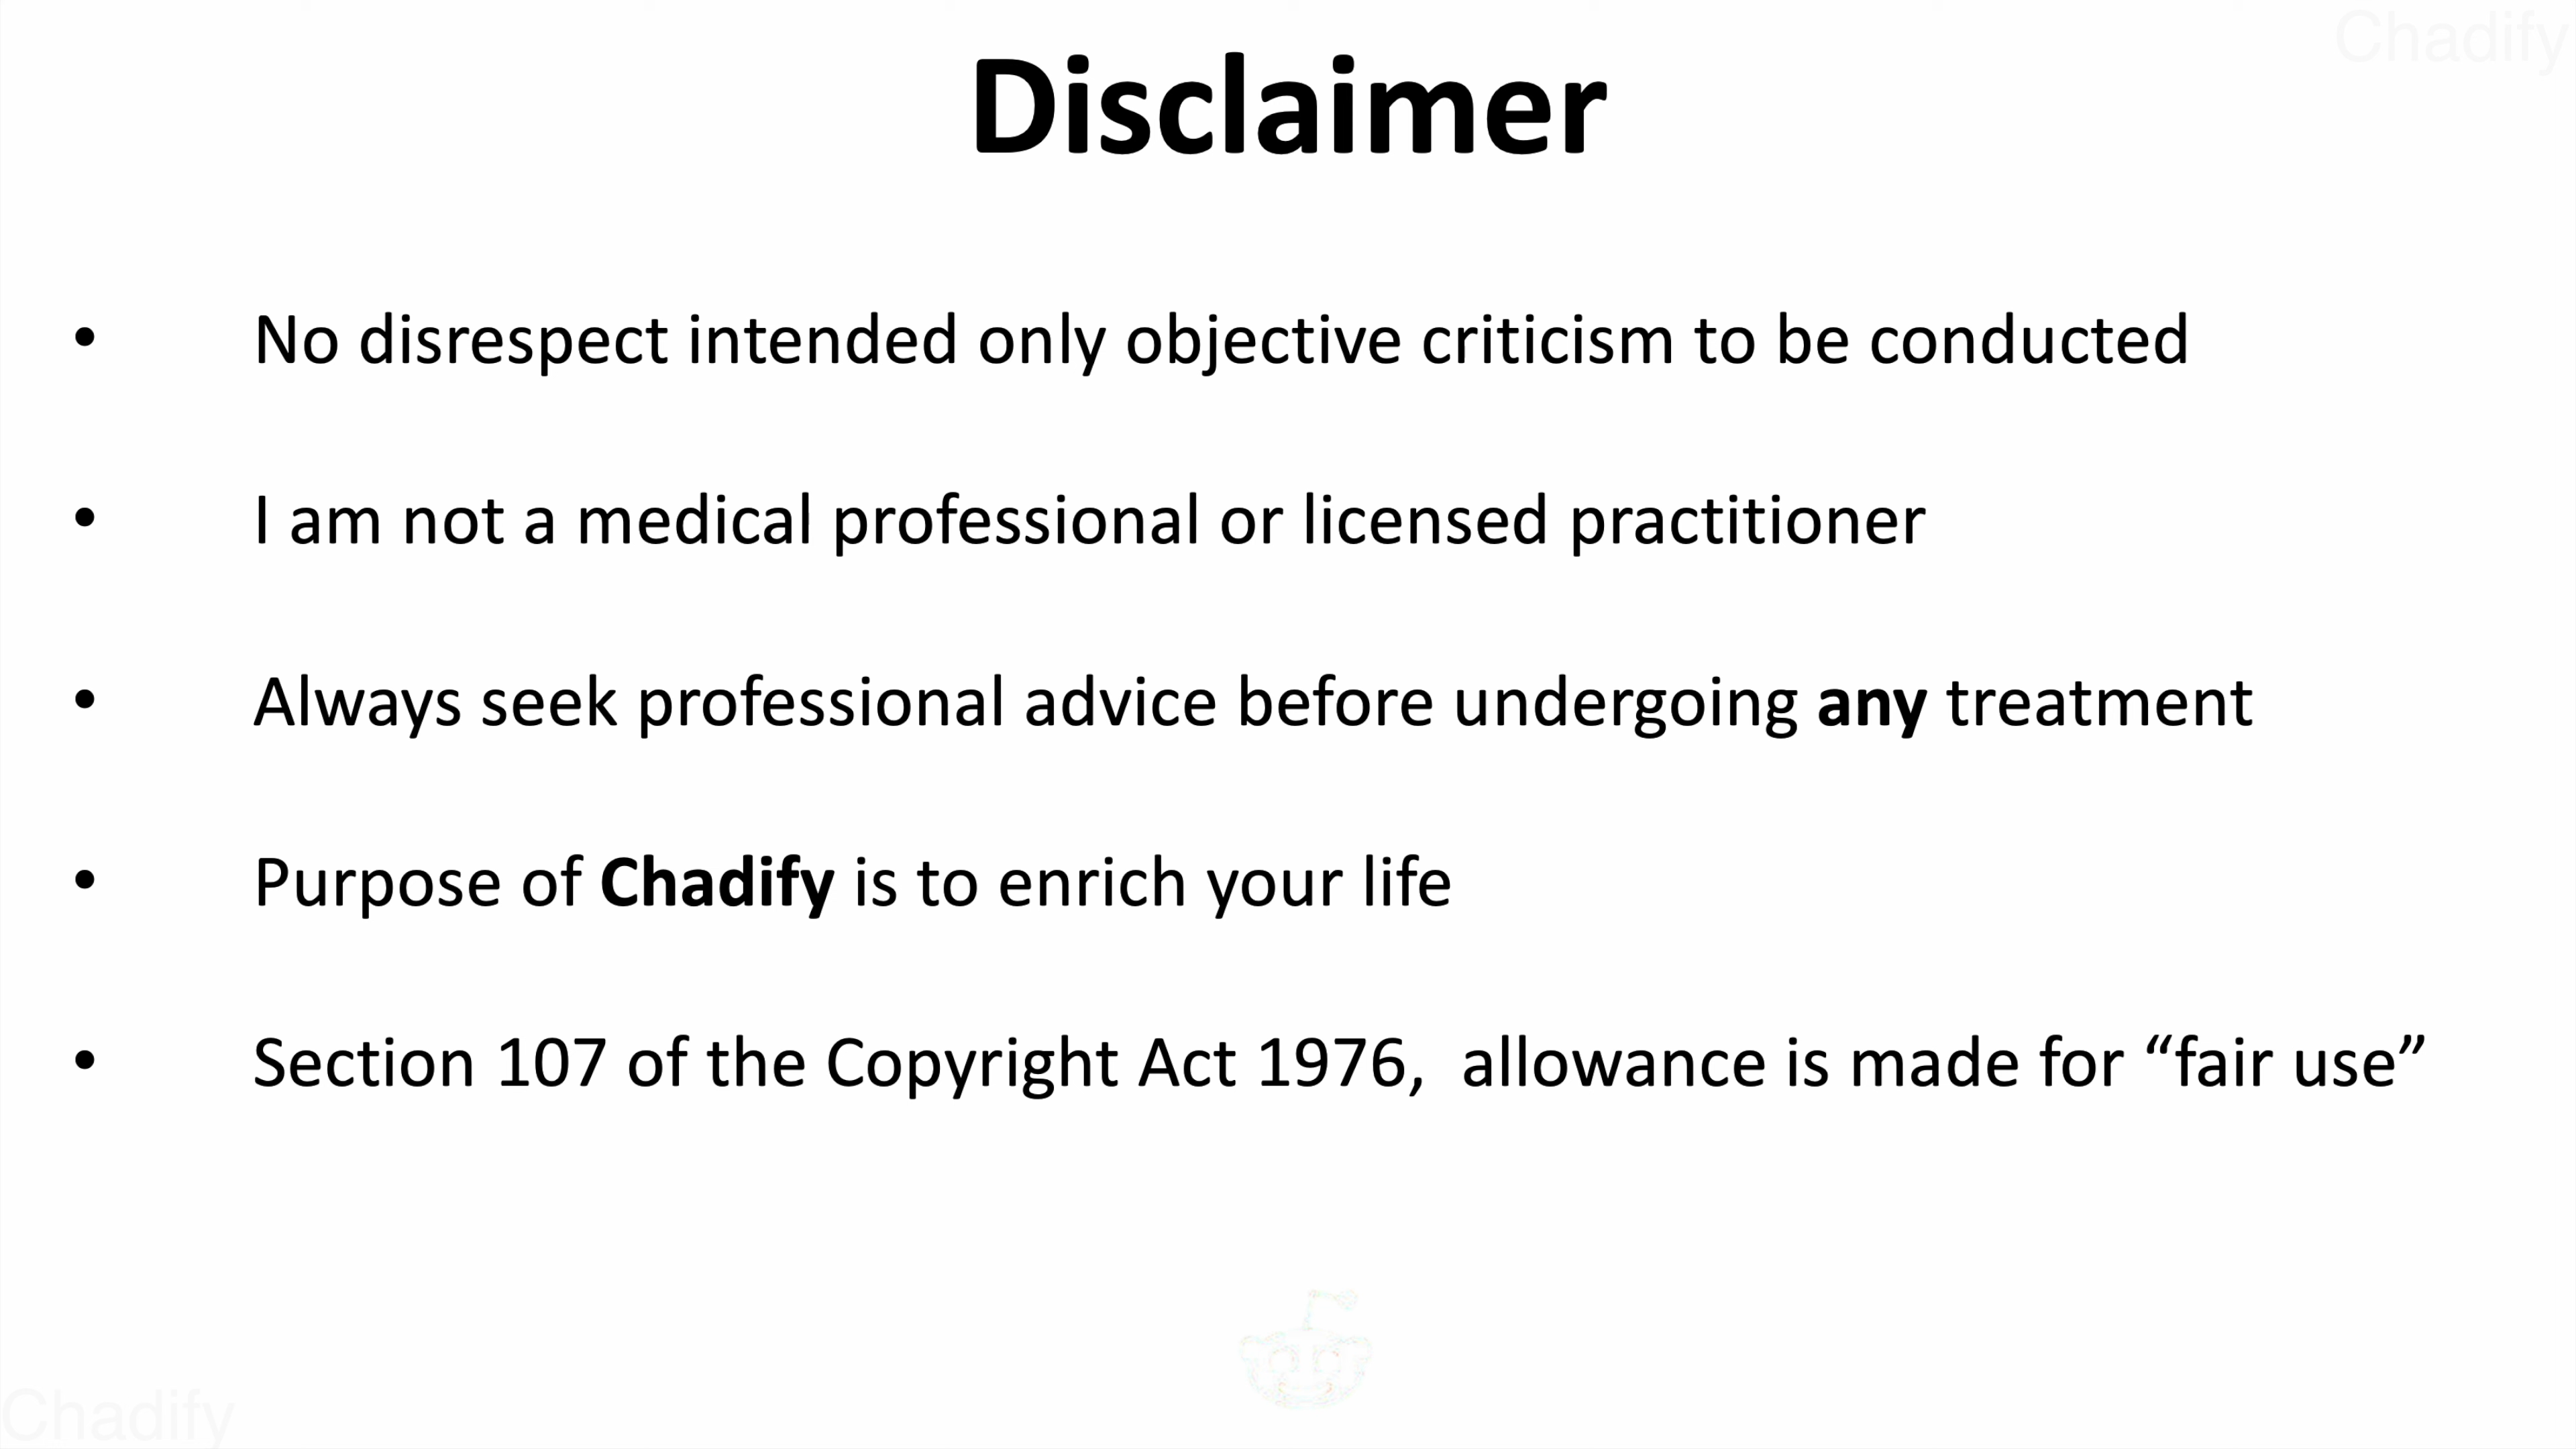 Chadify
Disclaimer
• No disrespect intended only objective criticism to be conducted
• I am not a medical professional or licensed practitioner
• Always seek professional advice before undergoing any treatment
• Purpose of Chadify is to enrich your life
• Section 107 of the Copyright Act 1976,  allowance is made for “fair use”
Chadify